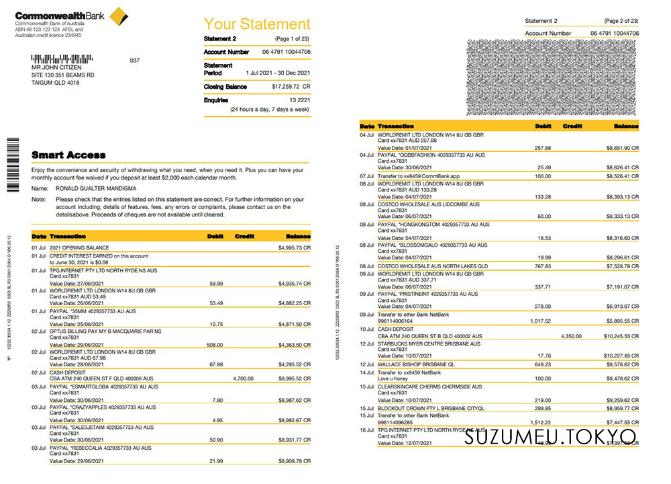 CommonwealthBank
Commonwealth Bank of Australia
ABN 48 123 123 124 AFSL and
Australian credit licence 234945
Your Statement
Statement 2 (Page 1 of 23)
Account Number 06 4791 10044706
Statement
Period 1 Jul 2021 - 30 Dec 2021
Closing Balance $17,259.72 CR
Enquiries 13 2221
(24 hours a day, 7 days a week)
037
MR JOHN CITIZEN
SITE 130 351 BEAMS RD
TAIGUM QLD 4018
Smart Access
Enjoy the convenience and security of withdrawing what you need, when you need it. Plus you can have your
monthly account fee waived if you deposit at least $2,000 each calendar month.
Name: RONALD QUALTER MANDIGMA
Note: Please check that the entries listed on this statement are correct. For further information on your
account including; details of features, fees, any errors or complaints, please contact us on the
detailsabove. Proceeds of cheques are not available until cleared.
Date Transaction Debit Credit Balance
01 Jul 2021 OPENING BALANCE $4,995.73 CR
01 Jul CREDIT INTEREST EARNED on this account
to June 30, 2021 is $0.06
01 Jul TPG INTERNET PTY LTD NORTH RYDE NS AUS
Card xx7831
Value Date: 27/06/2021 59.99 $4,935.74 CR
01 Jul WORLDREMIT LTD LONDON W14 8U GB GBR
Card xx7831 AUD 53.49
Value Date: 26/06/2021 53.49 $4,882.25 CR
01 Jul PAYPAL *35MM 4029357733 AU AUS
Card xx7831
Value Date: 25/06/2021 10.75 $4,871.50 CR
02 Jul OPTUS BILLING PAY MY B MACQUARIE PAR NS
Card xx7831
Value Date: 29/06/2021 508.00 $4,363.50 CR
02 Jul WORLDREMIT LTD LONDON W14 8U GB GBR
Card xx7831 AUD 67.98
Value Date: 28/06/2021 67.98 $4,295.52 CR
02 Jul CASH DEPOSIT
CBA ATM 240 QUEEN ST F QLD 400006 AUS 4,700.00 $8,995.52 CR
03 Jul PAYPAL *ESMARTGLOBA 4029357733 AU AUS
Card xx7831
Value Date: 30/06/2021 7.90 $8,987.62 CR
03 Jul PAYPAL *CRAZYAPPLES 4029357733 AU AUS
Card xx7831
Value Date: 30/06/2021 4.95 $8,982.67 CR
03 Jul PAYPAL *SALESJETAIM 4029357733 AU AUS
Card xx7831
Value Date: 30/06/2021 50.90 $8,931.77 CR
03 Jul PAYPAL *REBECCALIA 4029357733 AU AUS
Card xx7831
Value Date: 29/06/2021 21.99 $8,909.78 CR
Statement 2 (Page 2 of 23)
Account Number 06 4791 10044706
Date Transaction Debit Credit Balance
04 Jul WORLDREMIT LTD LONDON W14 8U GB GBR
Card xx7831 AUD 257.88
Value Date: 01/07/2021 257.88 $8,651.90 CR
04 Jul PAYPAL *QOBBFASHION 4029357733 AU AUS
Card xx7831
Value Date: 30/06/2021 25.49 $8,626.41 CR
07 Jul Transfer to xx8459 CommBank app 100.00 $8,526.41 CR
08 Jul WORLDREMIT LTD LONDON W14 8U GB GBR
Card xx7831 AUD 133.28
Value Date: 04/07/2021 133.28 $8,393.13 CR
08 Jul COSTCO WHOLESALE AUS LIDCOMBE AUS
Card xx7831
Value Date: 06/07/2021 60.00 $8,333.13 CR
08 Jul PAYPAL *HONGKONGTOM 4029357733 AU AUS
Card xx7831
Value Date: 04/07/2021 16.53 $8,316.60 CR
08 Jul PAYPAL *BLOSSOMGALO 4029357733 AU AUS
Card xx7831
Value Date: 04/07/2021 19.99 $8,296.61 CR
08 Jul COSTCO WHOLESALE AUS NORTH LAKES QLD 767.83 $7,528.78 CR
09 Jul WORLDREMIT LTD LONDON W14 8U GB GBR
Card xx7831 AUD 337.71
Value Date: 06/07/2021 337.71 $7,191.07 CR
09 Jul PAYPAL *PRISTINEINT 4029357733 AU AUS
Card xx7831
Value Date: 04/07/2021 278.00 $6,913.07 CR
09 Jul Transfer to other Bank NetBank
996114006164 1,017.52 $5,895.55 CR
10 Jul CASH DEPOSIT
CBA ATM 240 QUEEN ST B QLD 400002 AUS 4,350.00 $10,245.55 CR
12 Jul STARBUCKS MYER CENTRE BRISBANE AUS
Card xx7831
Value Date: 10/07/2021 17.70 $10,227.85 CR
12 Jul WALLACE BISHOP BRISBANE QL 649.23 $9,578.62 CR
14 Jul Transfer to xx8459 NetBank
Love u honey 100.00 $9,478.62 CR
15 Jul CLEARSKINCARE CHERMS CHERMSIDE AUS
Card xx7831
Value Date: 10/07/2021 219.00 $9,259.62 CR
15 Jul BLOCKOUT CROWN PTY L BRISBANE CITYQL 299.85 $8,959.77 CR
15 Jul Transfer to other Bank NetBank
996114096285 1,512.22 $7,447.55 CR
16 Jul TPG INTERNET PTY LTD NORTH RYDE NS AUS
Card xx7831
Value Date: 12/07/2021
SUZUMEU.TOKYO